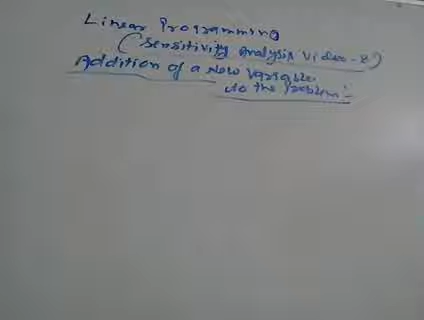 Linear Programming
(Sensitivity Analysis Video-8)
Addition of a New Variable
to the Problem:-